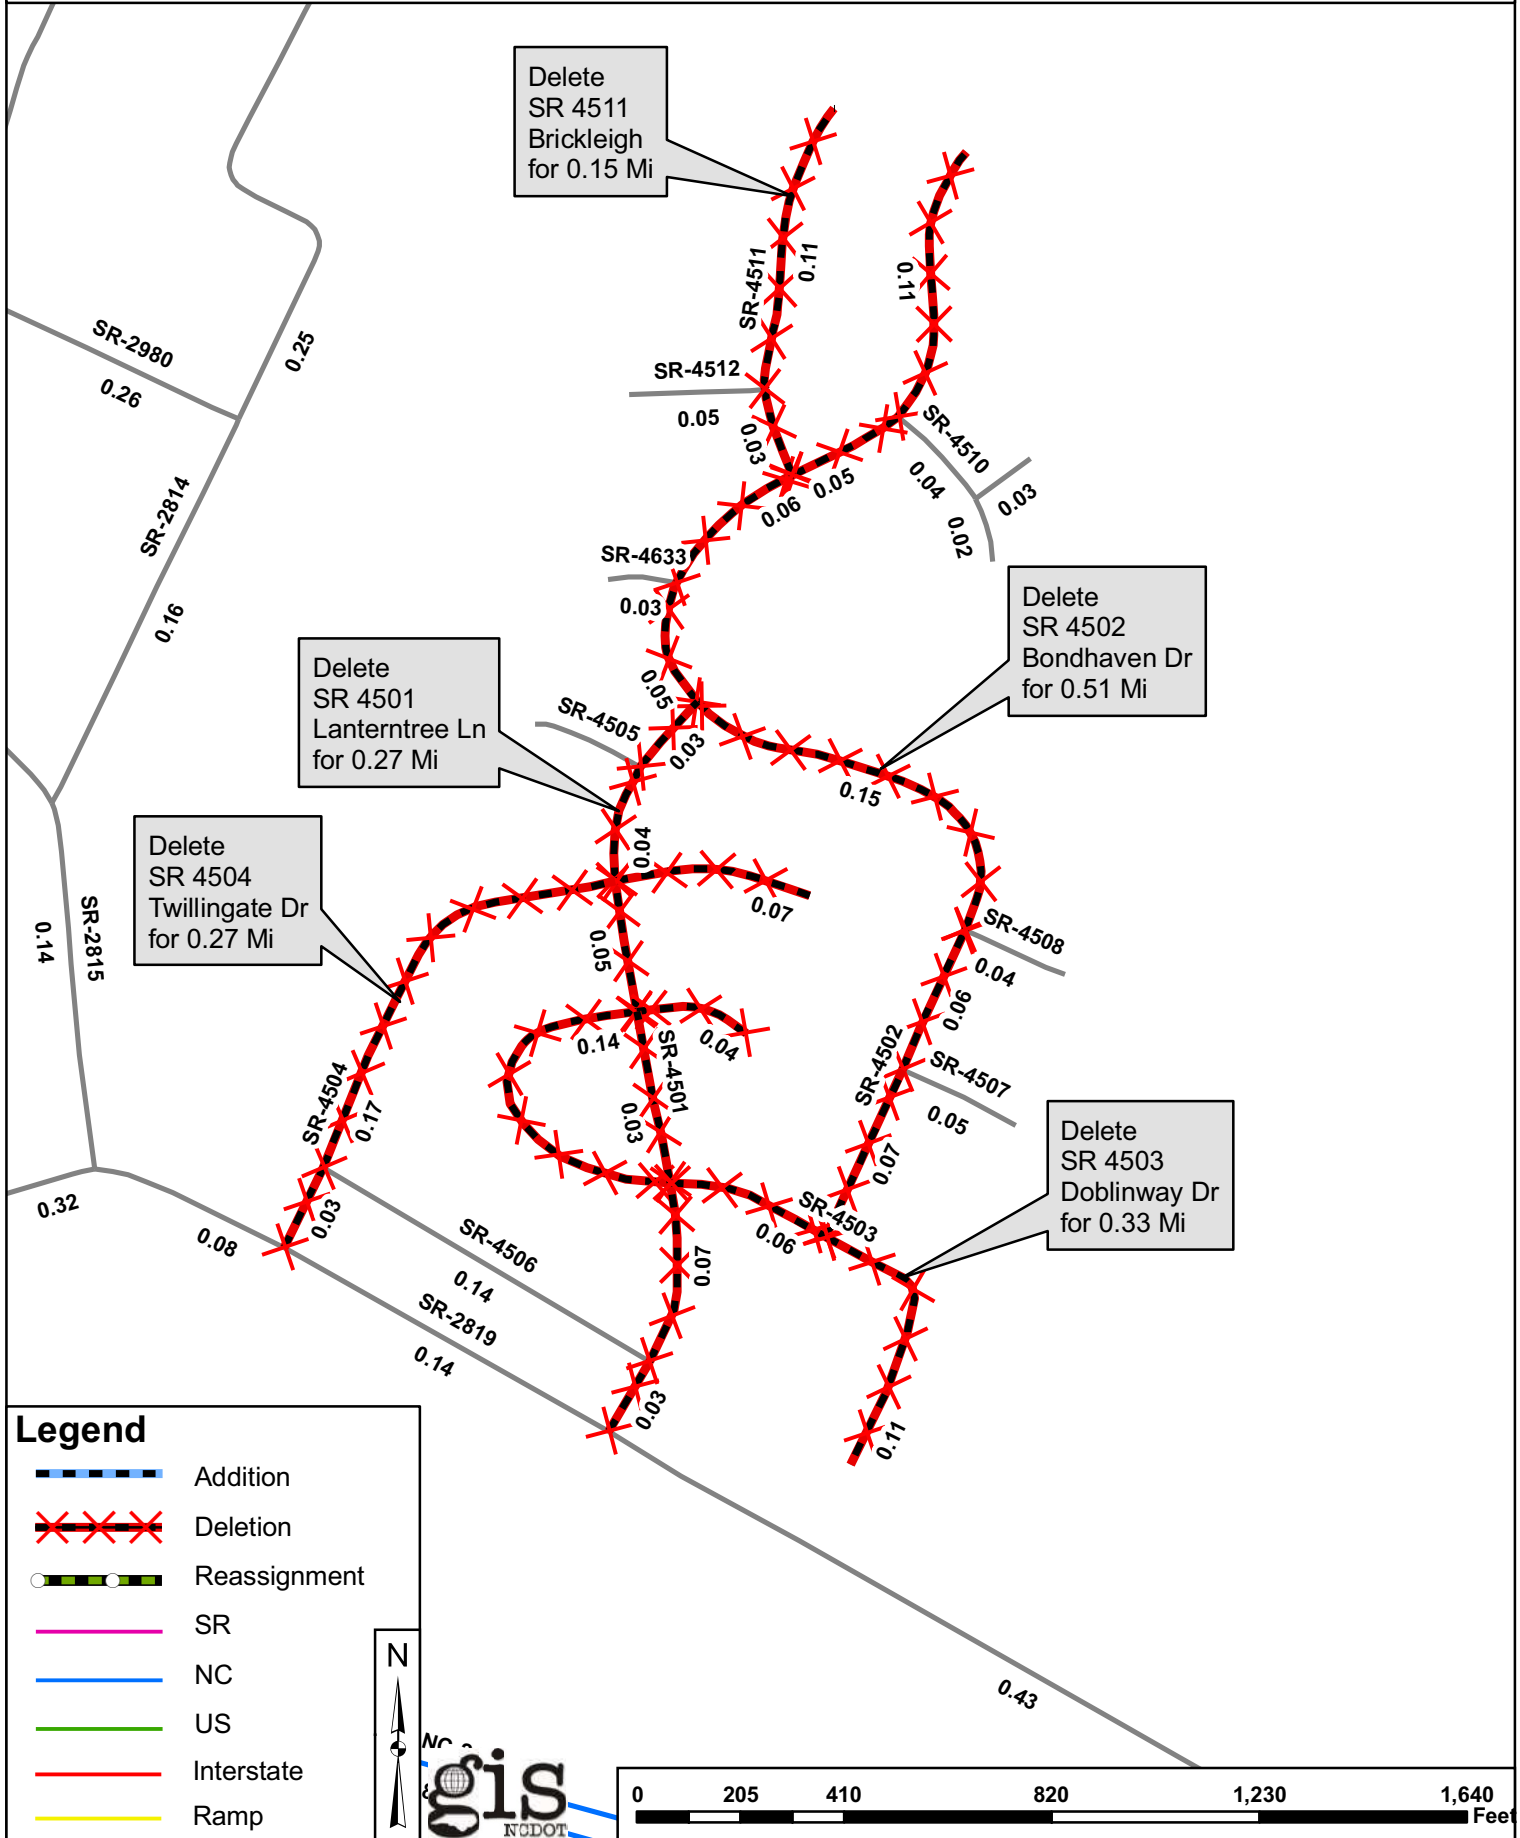 Delete
SR 4511
Brickleigh
for 0.15 Mi
SR-4511
0.11
0.11
SR-2980
0.26
0.25
SR-4512
0.05
0.03
SR-4510
0.04
0.03
0.02
0.05
0.06
SR-2814
0.16
SR-4633
0.03
Delete
SR 4502
Bondhaven Dr
for 0.51 Mi
Delete
SR 4501
Lanterntree Ln
for 0.27 Mi
0.05
SR-4505
0.03
0.15
0.04
Delete
SR 4504
Twillingate Dr
for 0.27 Mi
0.07
SR-2815
0.14
0.05
SR-4508
0.04
0.06
0.14
0.04
SR-4501
SR-4502
SR-4507
0.05
SR-4504
0.17
0.03
0.07
Delete
SR 4503
Doblinway Dr
for 0.33 Mi
0.32
0.08
0.03
SR-4503
0.06
SR-4506
0.14
0.07
SR-2819
0.14
0.03
0.11
0.43
Legend
Addition
Deletion
Reassignment
SR
NC
US
Interstate
Ramp
N
gis
NCDOT
0 205 410 820 1,230 1,640
Feet